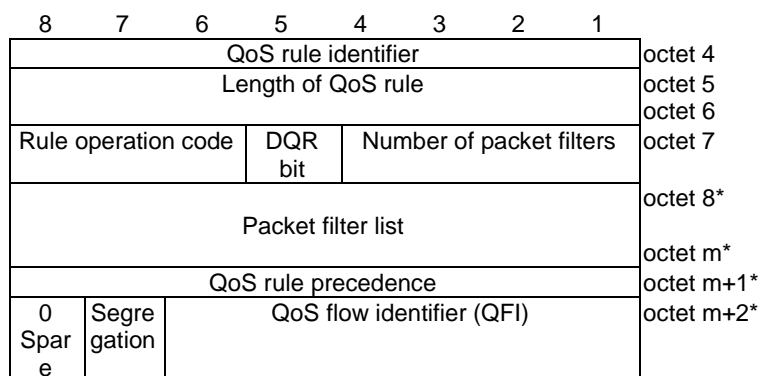 8 7 6 5 4 3 2 1
QoS rule identifier octet 4
Length of QoS rule octet 5
octet 6
Rule operation code DQR bit Number of packet filters octet 7
octet 8*
Packet filter list
octet m*
QoS rule precedence octet m+1*
0 Segre QoS flow identifier (QFI) octet m+2*
Spar gation
e